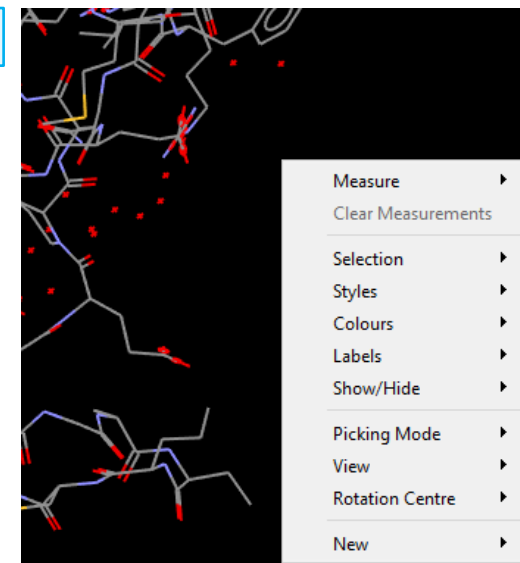 Measure
Clear Measurements
Selection
Styles
Colours
Labels
Show/Hide
Picking Mode
View
Rotation Centre
New